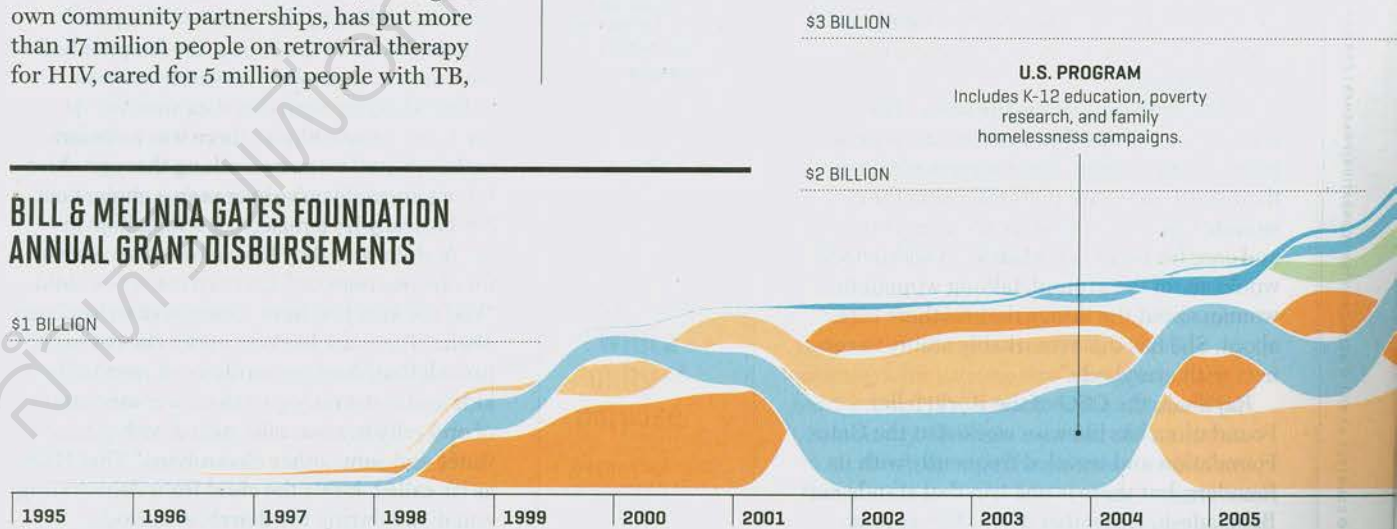 own community partnerships, has put more
than 17 million people on retroviral therapy
for HIV, cared for 5 million people with TB,
BILL & MELINDA GATES FOUNDATION
ANNUAL GRANT DISBURSEMENTS
$3 BILLION
U.S. PROGRAM
Includes K-12 education, poverty
research, and family
homelessness campaigns.
$2 BILLION
$1 BILLION
1995 1996 1997 1998 1999 2000 2001 2002 2003 2004 2005